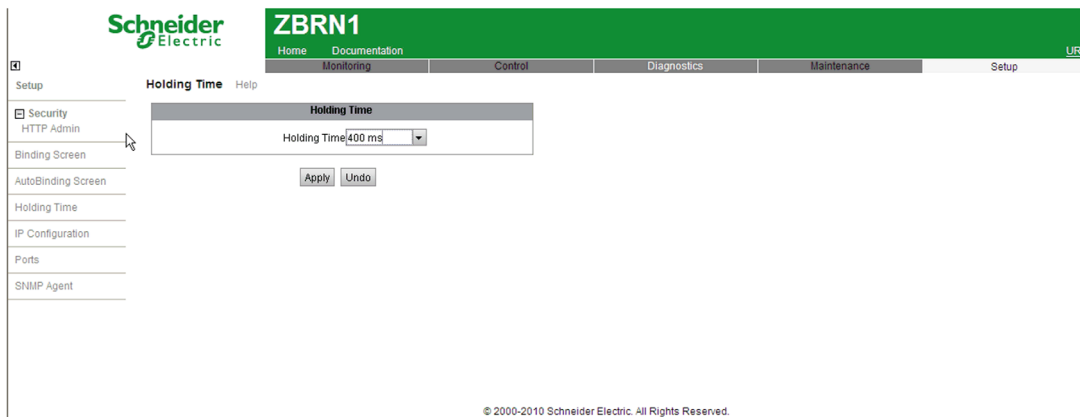 Schneider
Electric
ZBRN1
Home Documentation
UR
Monitoring Control Diagnostics Maintenance Setup
Setup
Security
HTTP Admin
Binding Screen
AutoBinding Screen
Holding Time
IP Configuration
Ports
SNMP Agent
Holding Time Help
Holding Time
Holding Time 400 ms
Apply Undo
© 2000-2010 Schneider Electric. All Rights Reserved.